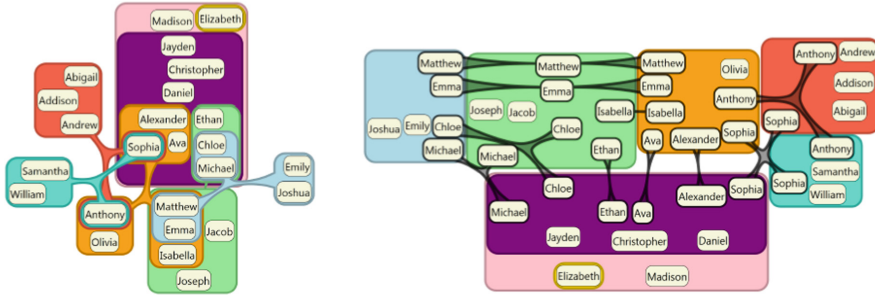 Madison
Elizabeth
Jayden
Christopher
Daniel
Abigail
Addison
Andrew
Alexander
Ethan
Sophia
Ava
Chloe
Michael
Samantha
William
Emily
Joshua
Anthony
Olivia
Matthew
Emma
Isabella
Jacob
Joseph
Matthew
Matthew
Matthew
Emma
Emma
Emma
Olivia
Anthony
Andrew
Addison
Abigail
Anthony
Joseph
Jacob
Isabella
Isabella
Joshua
Emily
Chloe
Chloe
Sophia
Sophia
Michael
Michael
Ethan
Ava
Alexander
Anthony
Samantha
William
Chloe
Sophia
Sophia
Michael
Ethan
Ava
Alexander
Jayden
Christopher
Daniel
Elizabeth
Madison